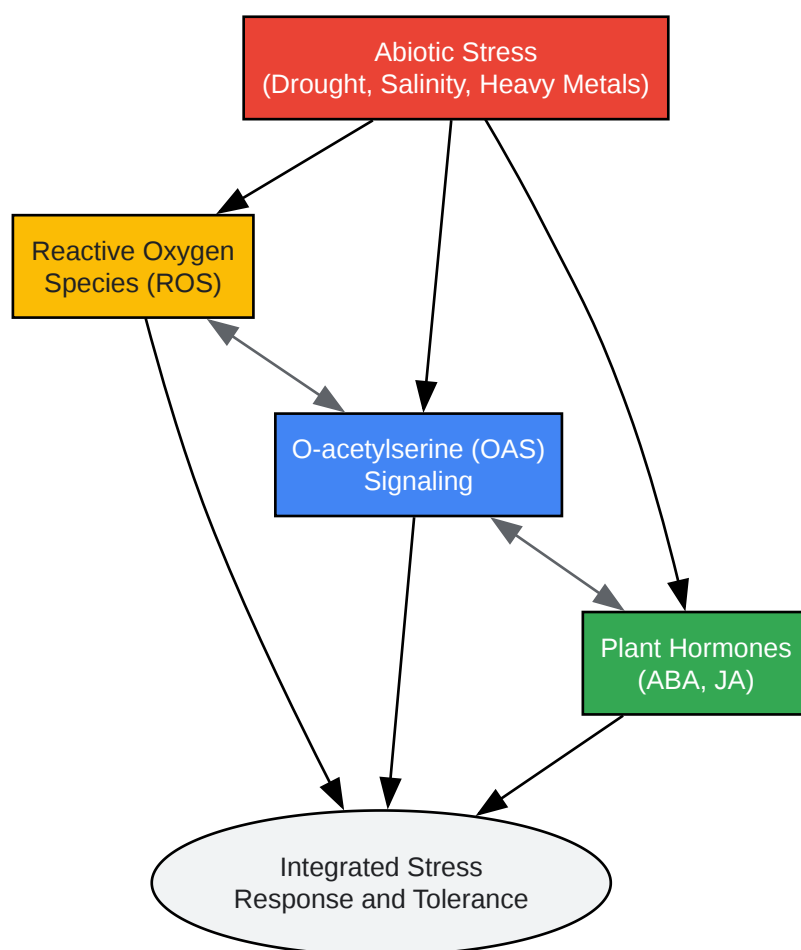 Abiotic Stress
(Drought, Salinity, Heavy Metals)
Reactive Oxygen
Species (ROS)
O-acetylserine (OAS)
Signaling
Plant Hormones
(ABA, JA)
Integrated Stress
Response and Tolerance